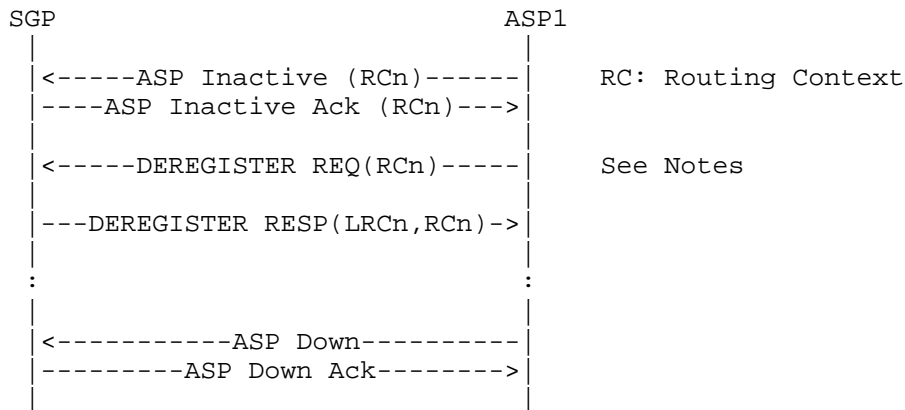 SGP ASP1
<-----ASP Inactive (RCn)------| RC: Routing Context
----ASP Inactive Ack (RCn)--->
<-----DEREGISTER REQ(RCn)-----| See Notes
---DEREGISTER RESP(LRCn,RCn)->
: :
<-----------ASP Down----------
---------ASP Down Ack-------->